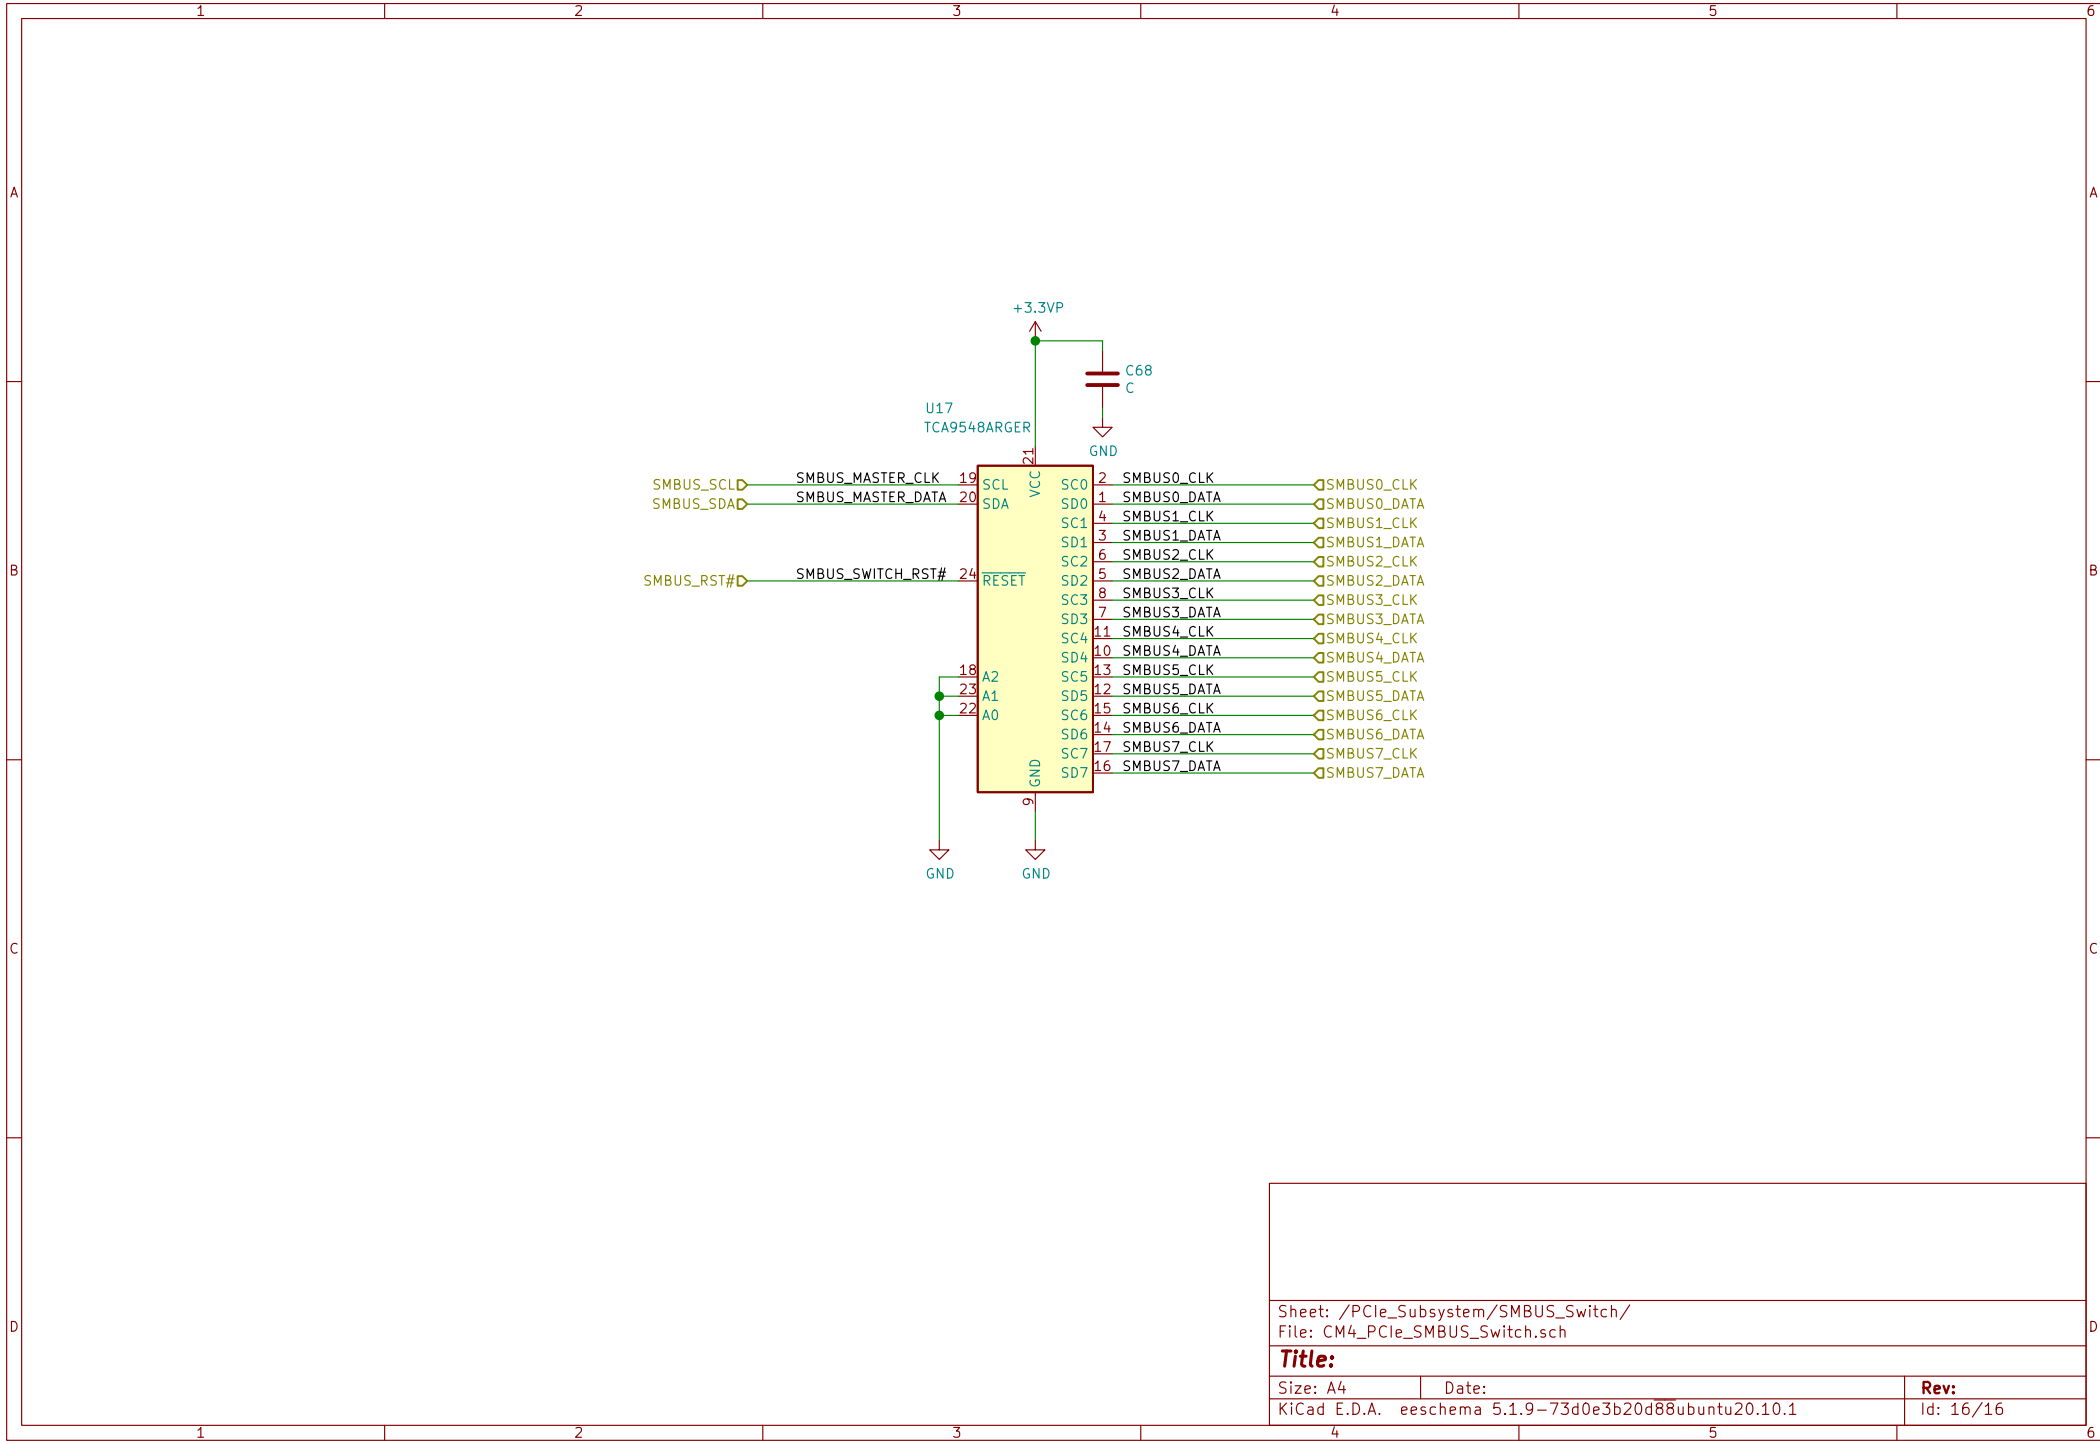 1 2 3 4 5 6
A A
+3.3VP
C68
C
U17
TCA9548ARGER
GND
21
VCC
SMBUS_SCL SMBUS_MASTER_CLK 19 SCL SC0 2 SMBUS0_CLK SMBUS0_CLK
SMBUS_SDA SMBUS_MASTER_DATA 20 SDA SD0 1 SMBUS0_DATA SMBUS0_DATA
SC1 4 SMBUS1_CLK SMBUS1_CLK
SD1 3 SMBUS1_DATA SMBUS1_DATA
SC2 6 SMBUS2_CLK SMBUS2_CLK
B B
SMBUS_RST# SMBUS_SWITCH_RST# 24 RESET SD2 5 SMBUS2_DATA SMBUS2_DATA
SC3 8 SMBUS3_CLK SMBUS3_CLK
SD3 7 SMBUS3_DATA SMBUS3_DATA
SC4 11 SMBUS4_CLK SMBUS4_CLK
SD4 10 SMBUS4_DATA SMBUS4_DATA
18 A2 SC5 13 SMBUS5_CLK SMBUS5_CLK
23 A1 SD5 12 SMBUS5_DATA SMBUS5_DATA
22 A0 SC6 15 SMBUS6_CLK SMBUS6_CLK
SD6 14 SMBUS6_DATA SMBUS6_DATA
SC7 17 SMBUS7_CLK SMBUS7_CLK
GND SD7 16 SMBUS7_DATA SMBUS7_DATA
9
GND GND
C C
Sheet: /PCIe_Subsystem/SMBUS_Switch/
D D
File: CM4_PCIe_SMBUS_Switch.sch
Title:
Size: A4 Date: Rev:
KiCad E.D.A. eeschema 5.1.9-73d0e3b20d88ubuntu20.10.1 Id: 16/16
1 2 3 4 5 6